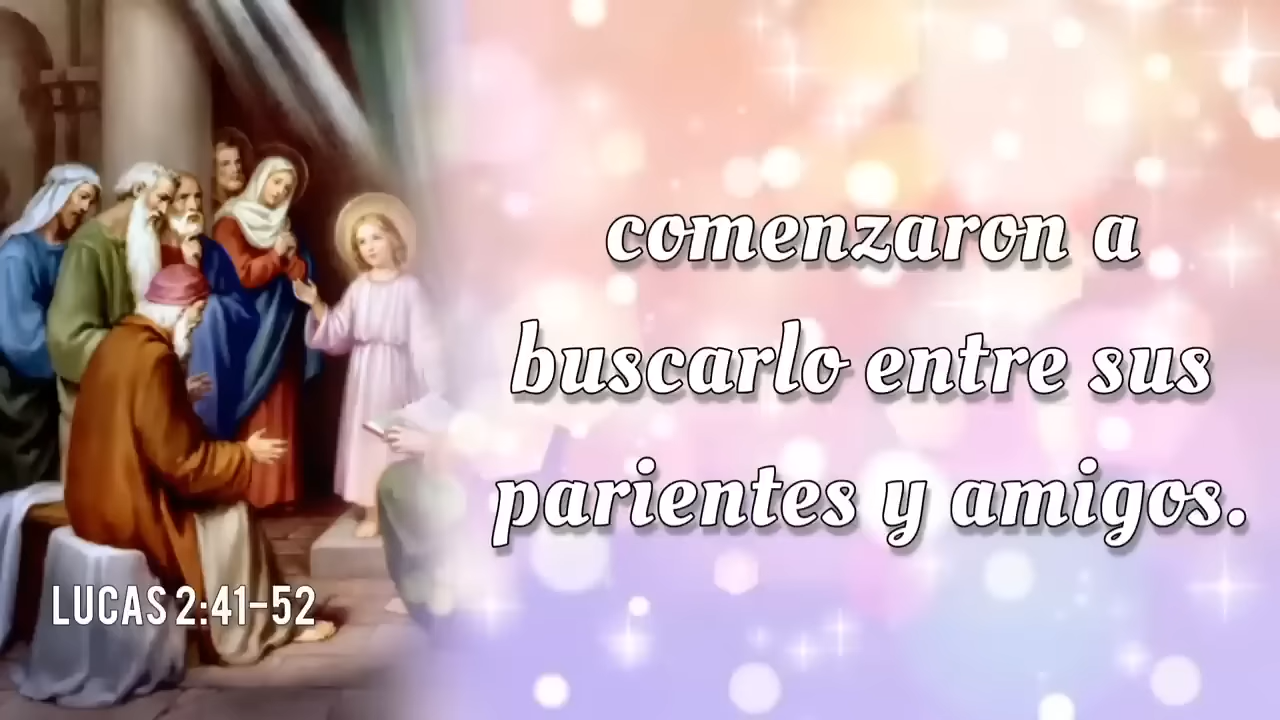 comenzaron a
buscarlo entre sus
parientes y amigos.
LUCAS 2:41-52